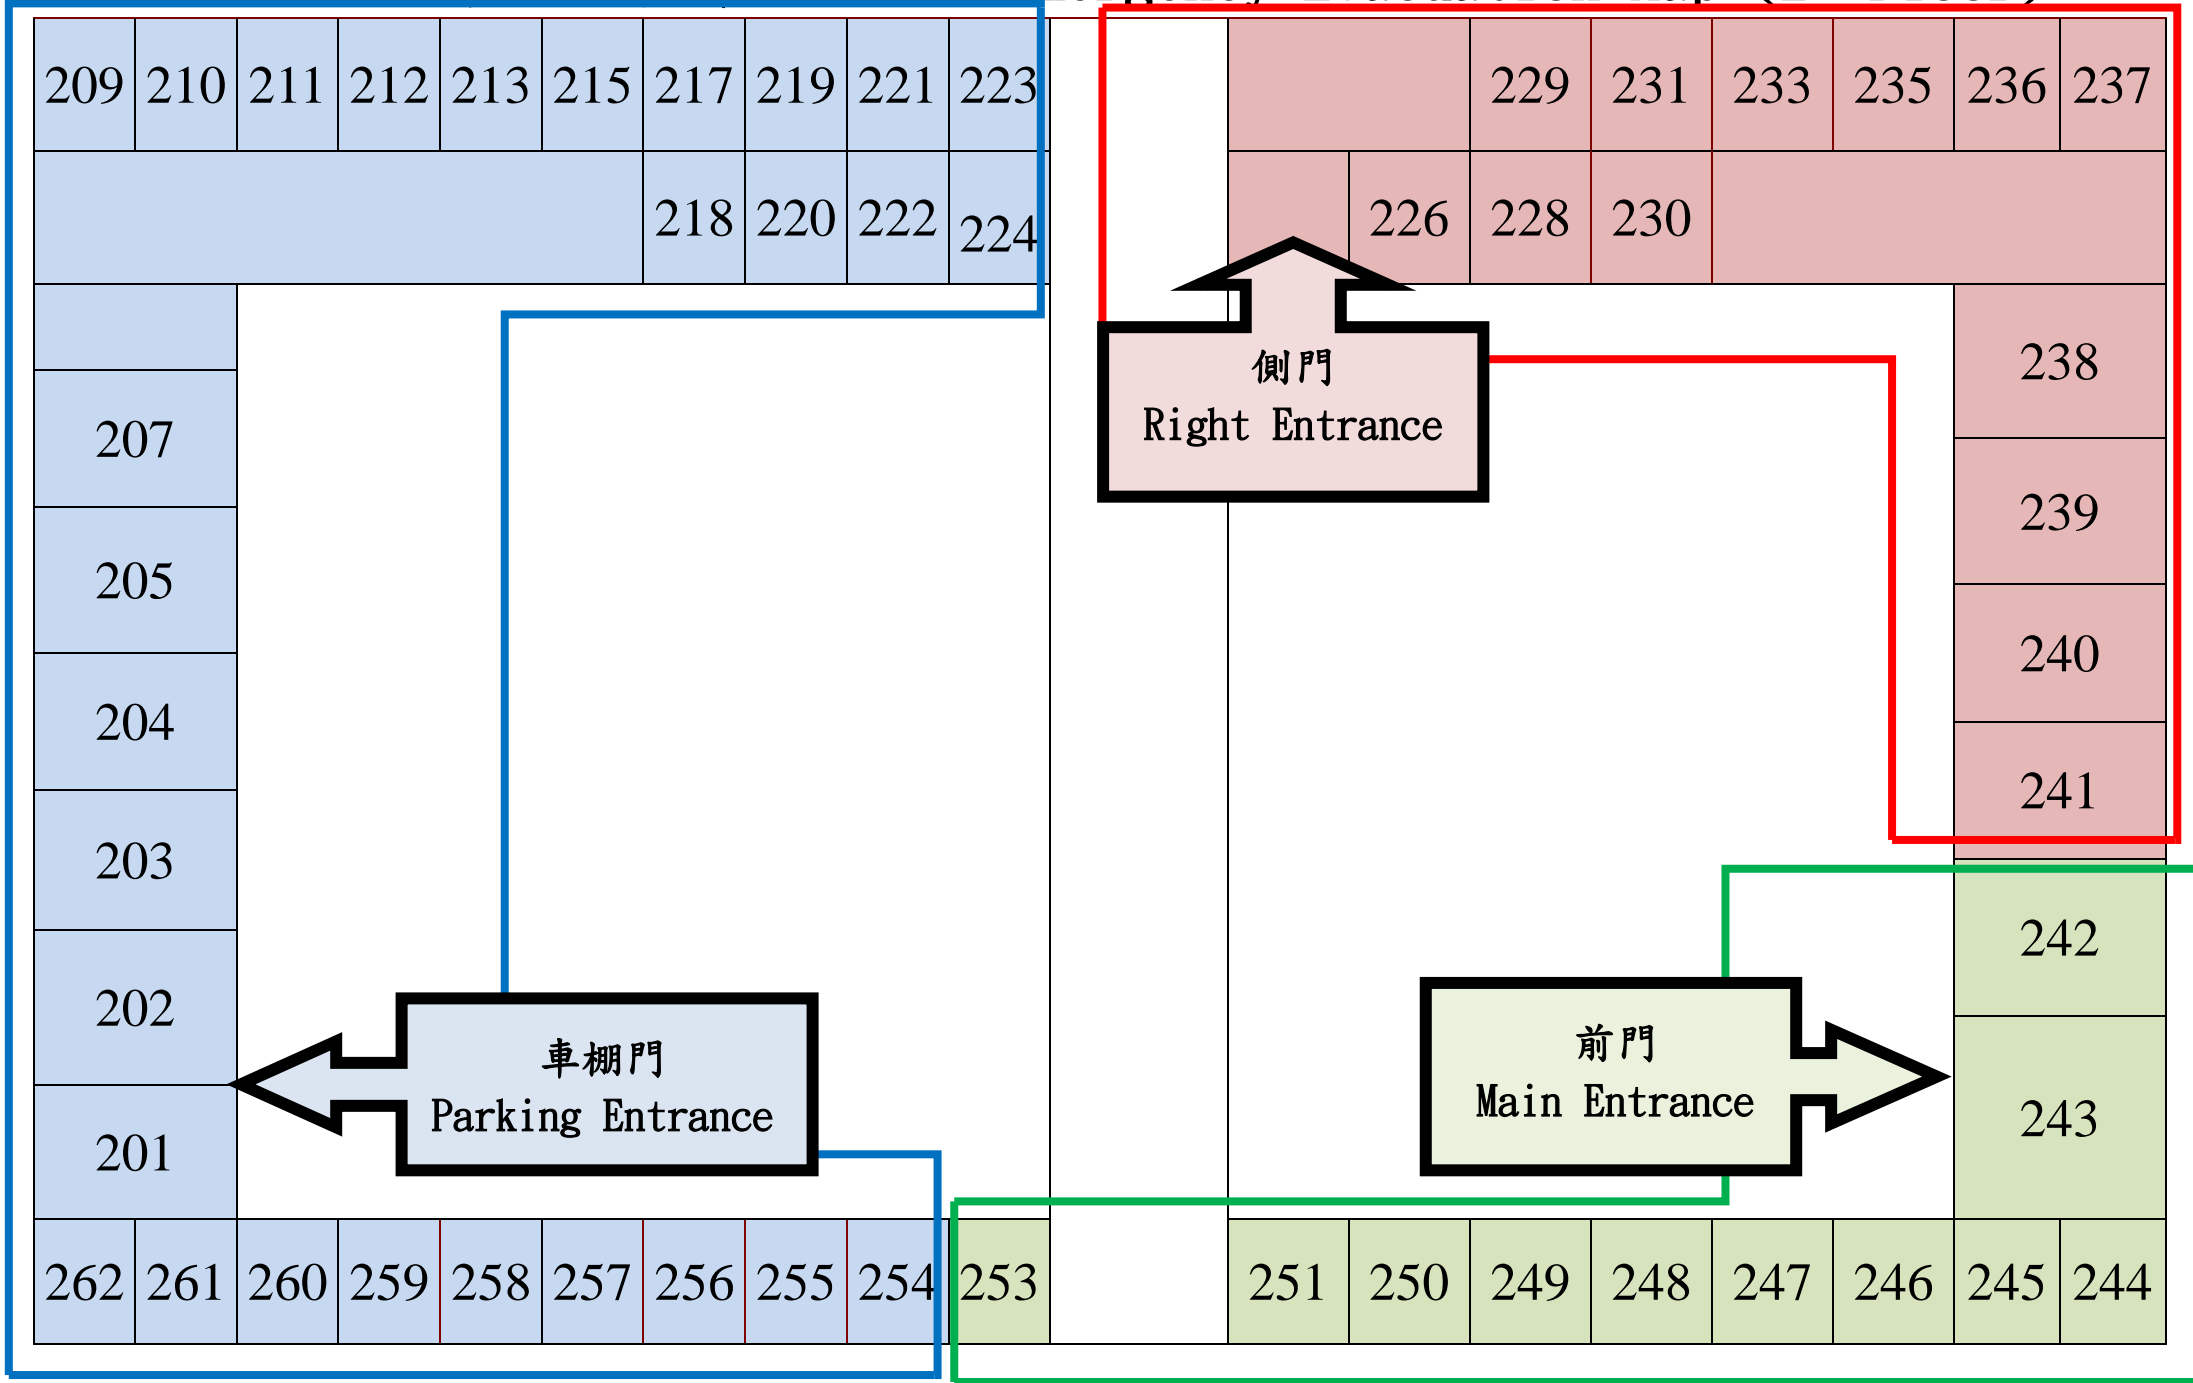 209 210 211 212 213 215 217 219 221 223 229 231 233 235 236 237
218 220 222 224 226 228 230
側門
Right Entrance
238
207
239
205
240
204
241
203
242
202
車棚門
Parking Entrance
前門
Main Entrance
243
201
262 261 260 259 258 257 256 255 254 253 251 250 249 248 247 246 245 244